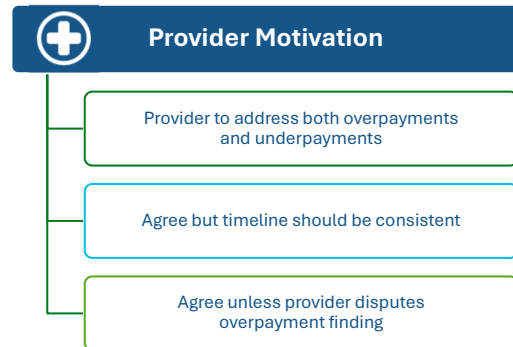 Provider Motivation
Provider to address both overpayments
and underpayments
Agree but timeline should be consistent
Agree unless provider disputes
overpayment finding